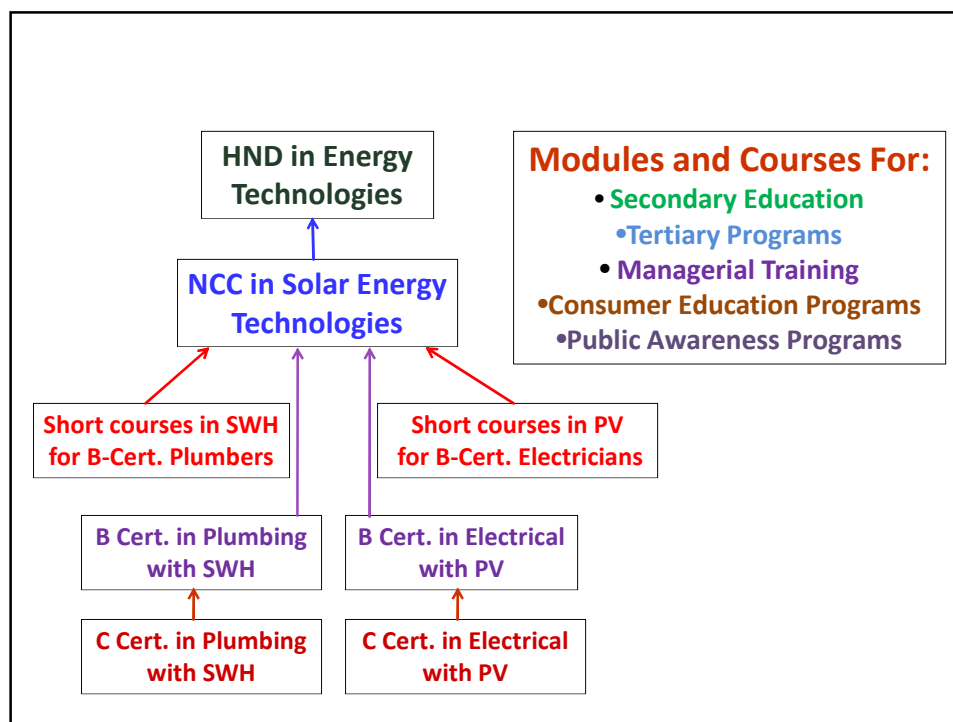 HND in Energy
Technologies
NCC in Solar Energy
Technologies
Short courses in SWH
for B-Cert. Plumbers
Short courses in PV
for B-Cert. Electricians
B Cert. in Plumbing
with SWH
B Cert. in Electrical
with PV
C Cert. in Plumbing
with SWH
C Cert. in Electrical
with PV
Modules and Courses For:
• Secondary Education
•Tertiary Programs
• Managerial Training
•Consumer Education Programs
•Public Awareness Programs